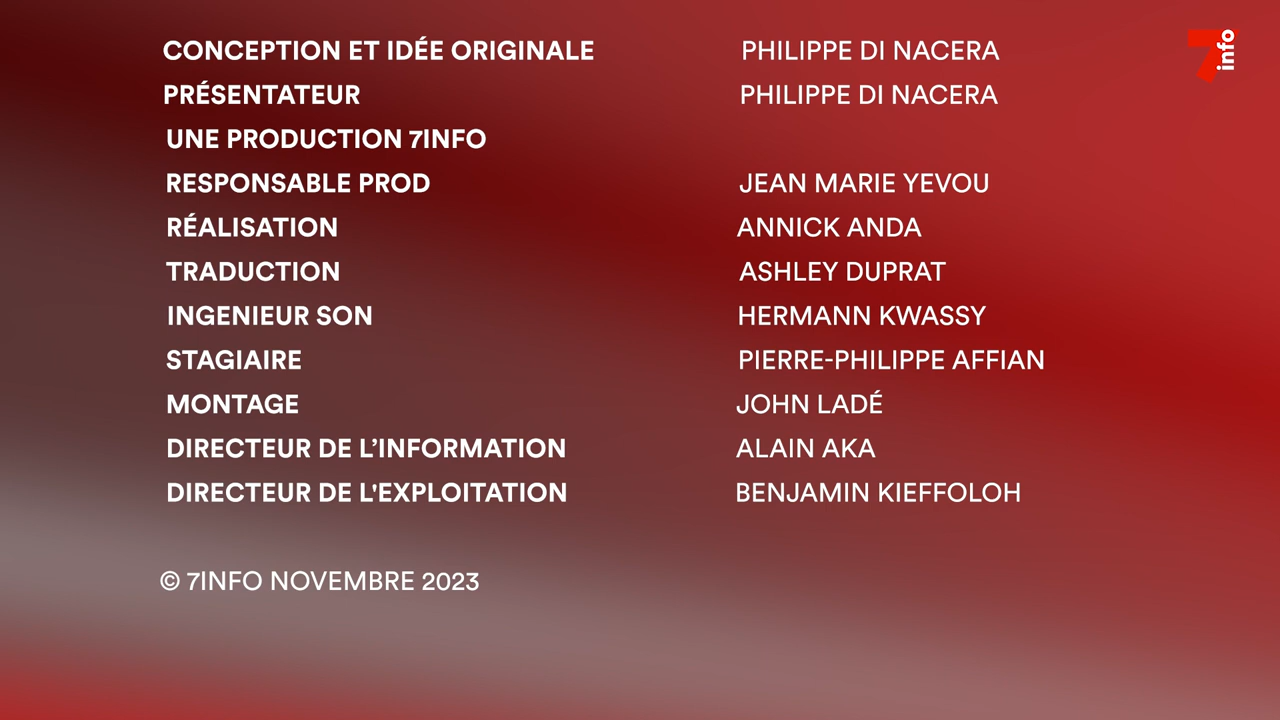 CONCEPTION ET IDÉE ORIGINALE PHILIPPE DI NACERA
PRÉSENTATEUR PHILIPPE DI NACERA
UNE PRODUCTION 7INFO
RESPONSABLE PROD JEAN MARIE YEVOU
RÉALISATION ANNICK ANDA
TRADUCTION ASHLEY DUPRAT
INGENIEUR SON HERMANN KWASSY
STAGIAIRE PIERRE-PHILIPPE AFFIAN
MONTAGE JOHN LADÉ
DIRECTEUR DE L’INFORMATION ALAIN AKA
DIRECTEUR DE L'EXPLOITATION BENJAMIN KIEFFOLOH
© 7INFO NOVEMBRE 2023
7info